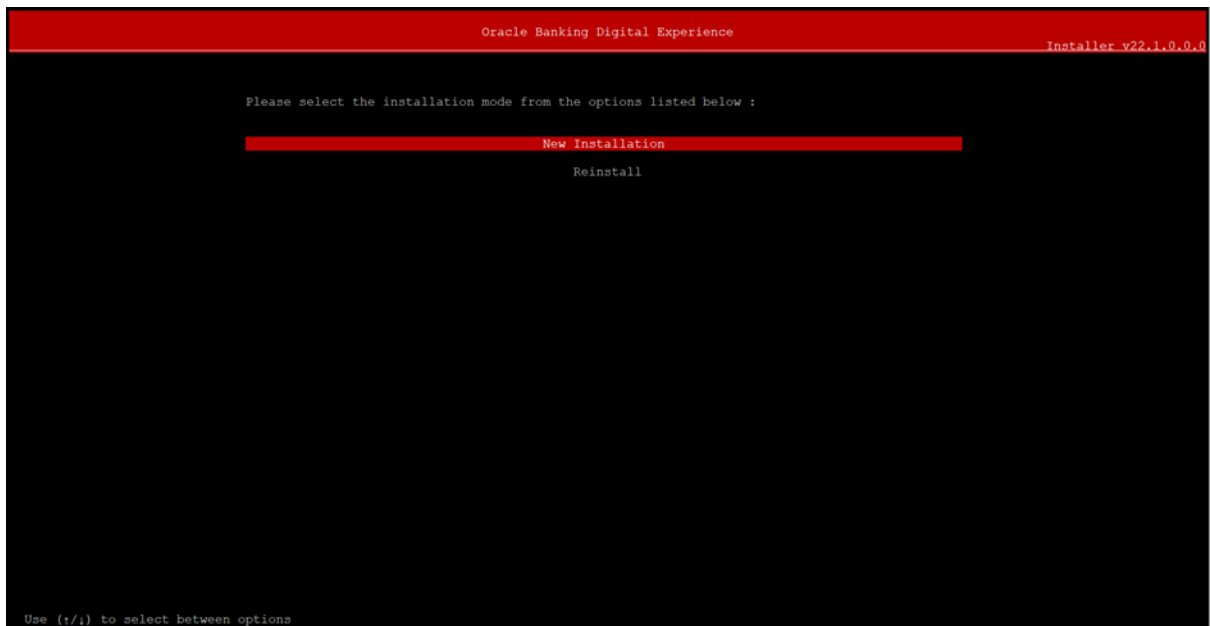 Oracle Banking Digital Experience
Installer v22.1.0.0.0
Please select the installation mode from the options listed below :
New Installation
Reinstall
Use (↑/↓) to select between options